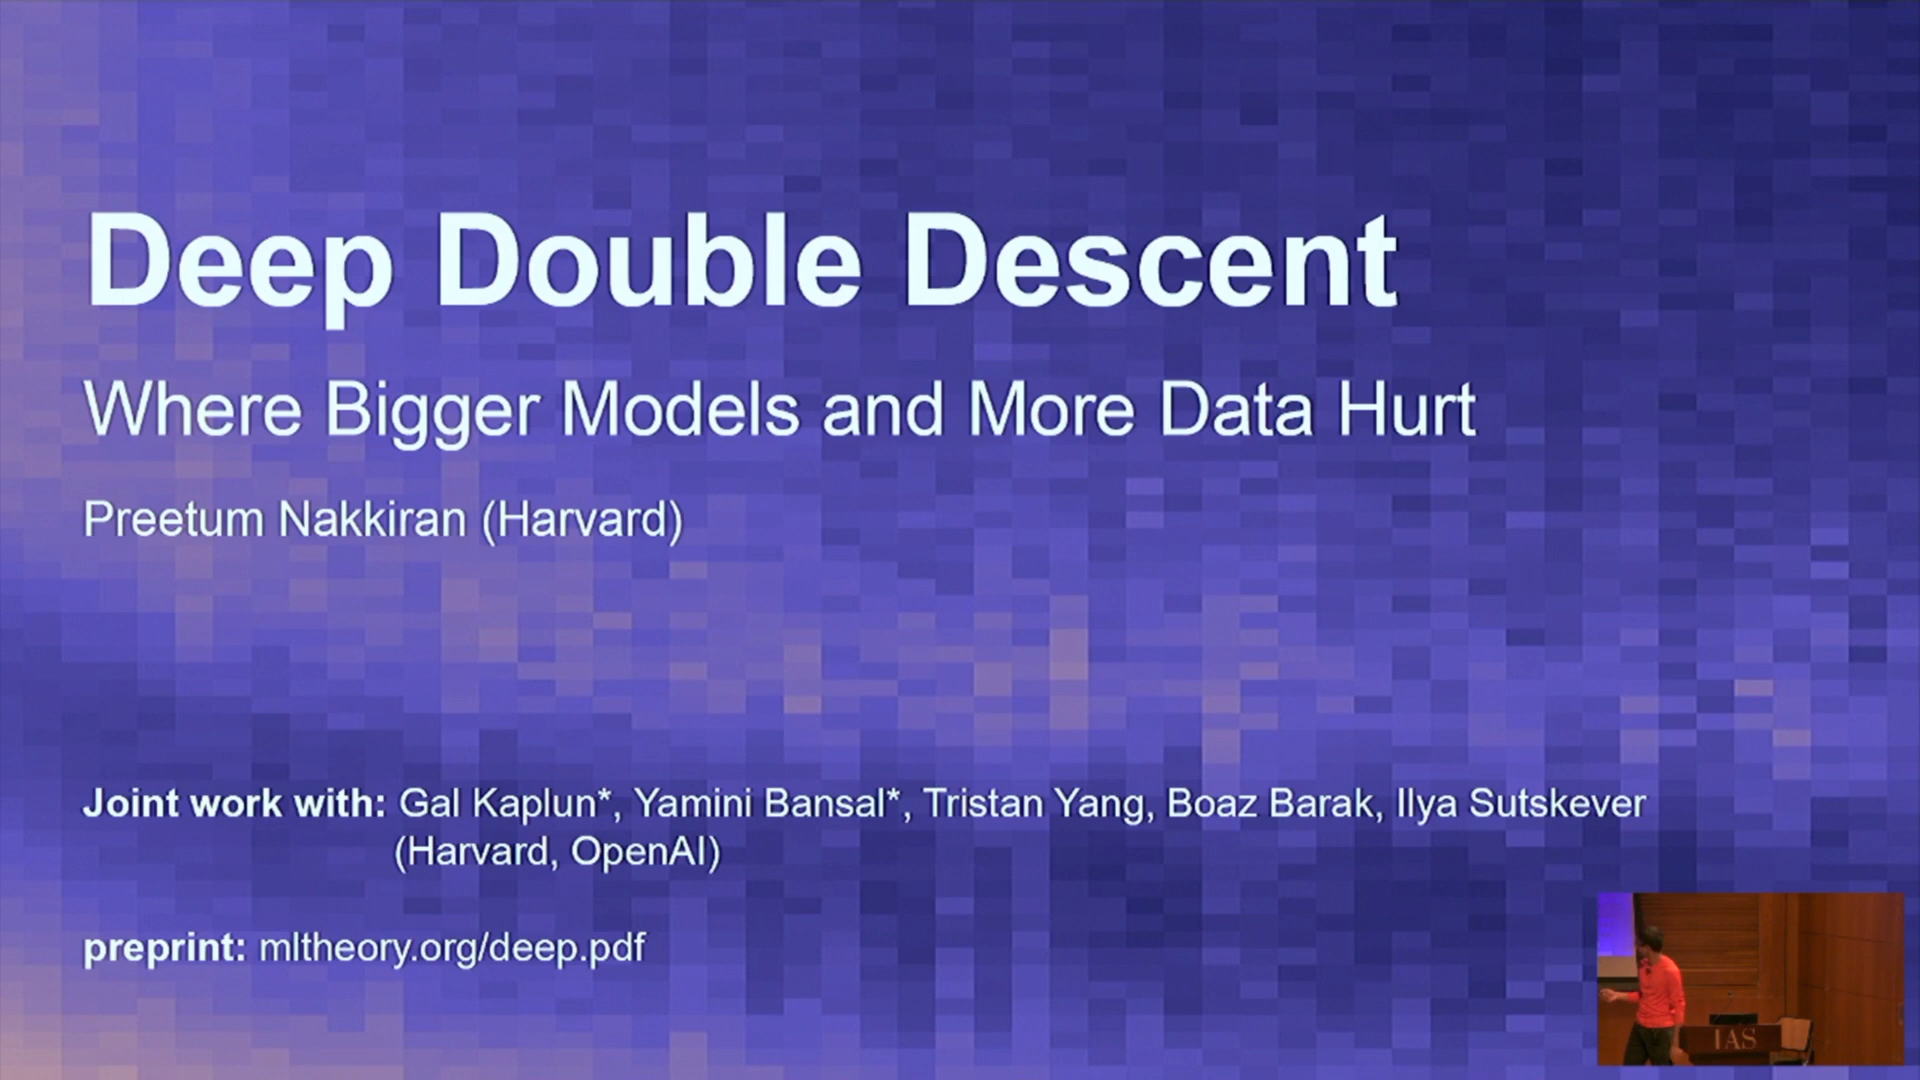 Deep Double Descent
Where Bigger Models and More Data Hurt
Preetum Nakkiran (Harvard)
Joint work with: Gal Kaplun*, Yamini Bansal*, Tristan Yang, Boaz Barak, Ilya Sutskever
(Harvard, OpenAI)
preprint: mltheory.org/deep.pdf
IAS